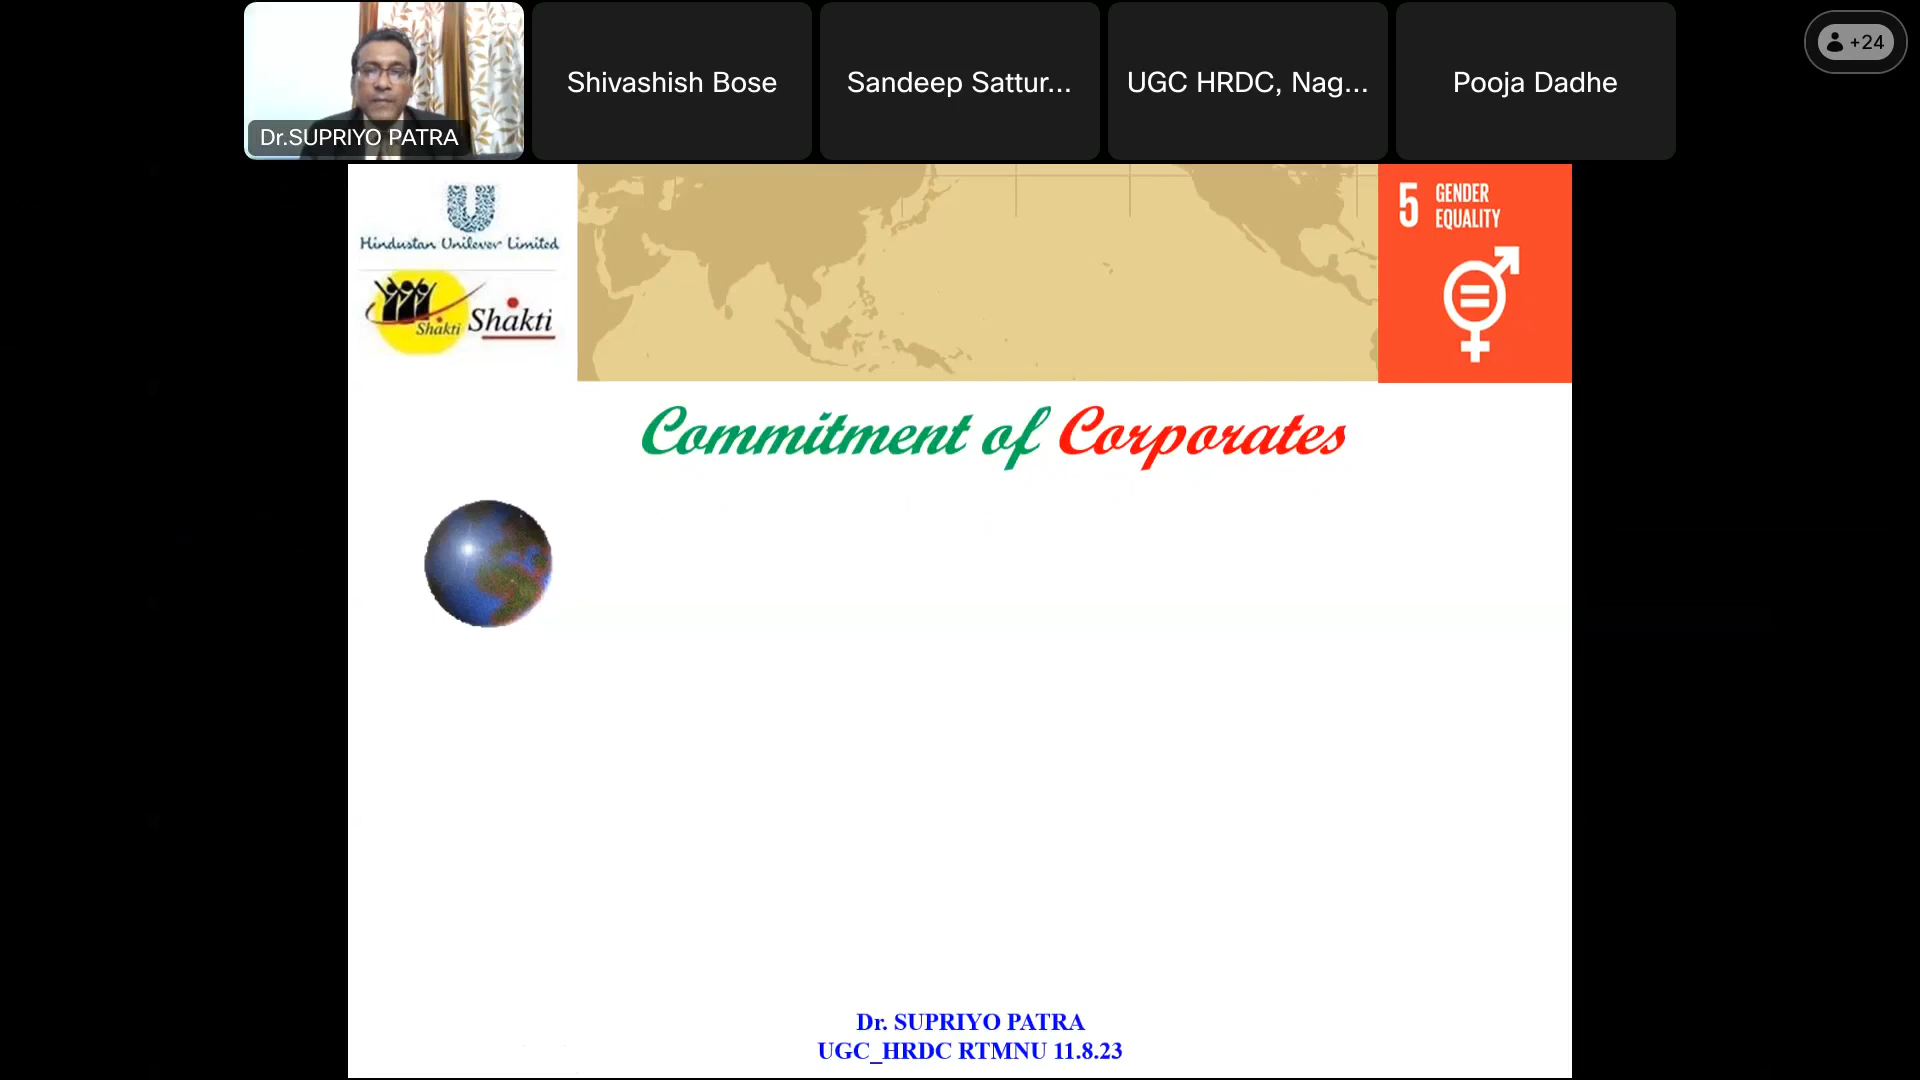 Dr.SUPRIYO PATRA
Shivashish Bose
Sandeep Sattur...
UGC HRDC, Nag...
Pooja Dadhe
+24
Hindustan Unilever Limited
Shakti
Shakti
5 GENDER
EQUALITY
Commitment of Corporates
Dr. SUPRIYO PATRA
UGC_HRDC RTMNU 11.8.23